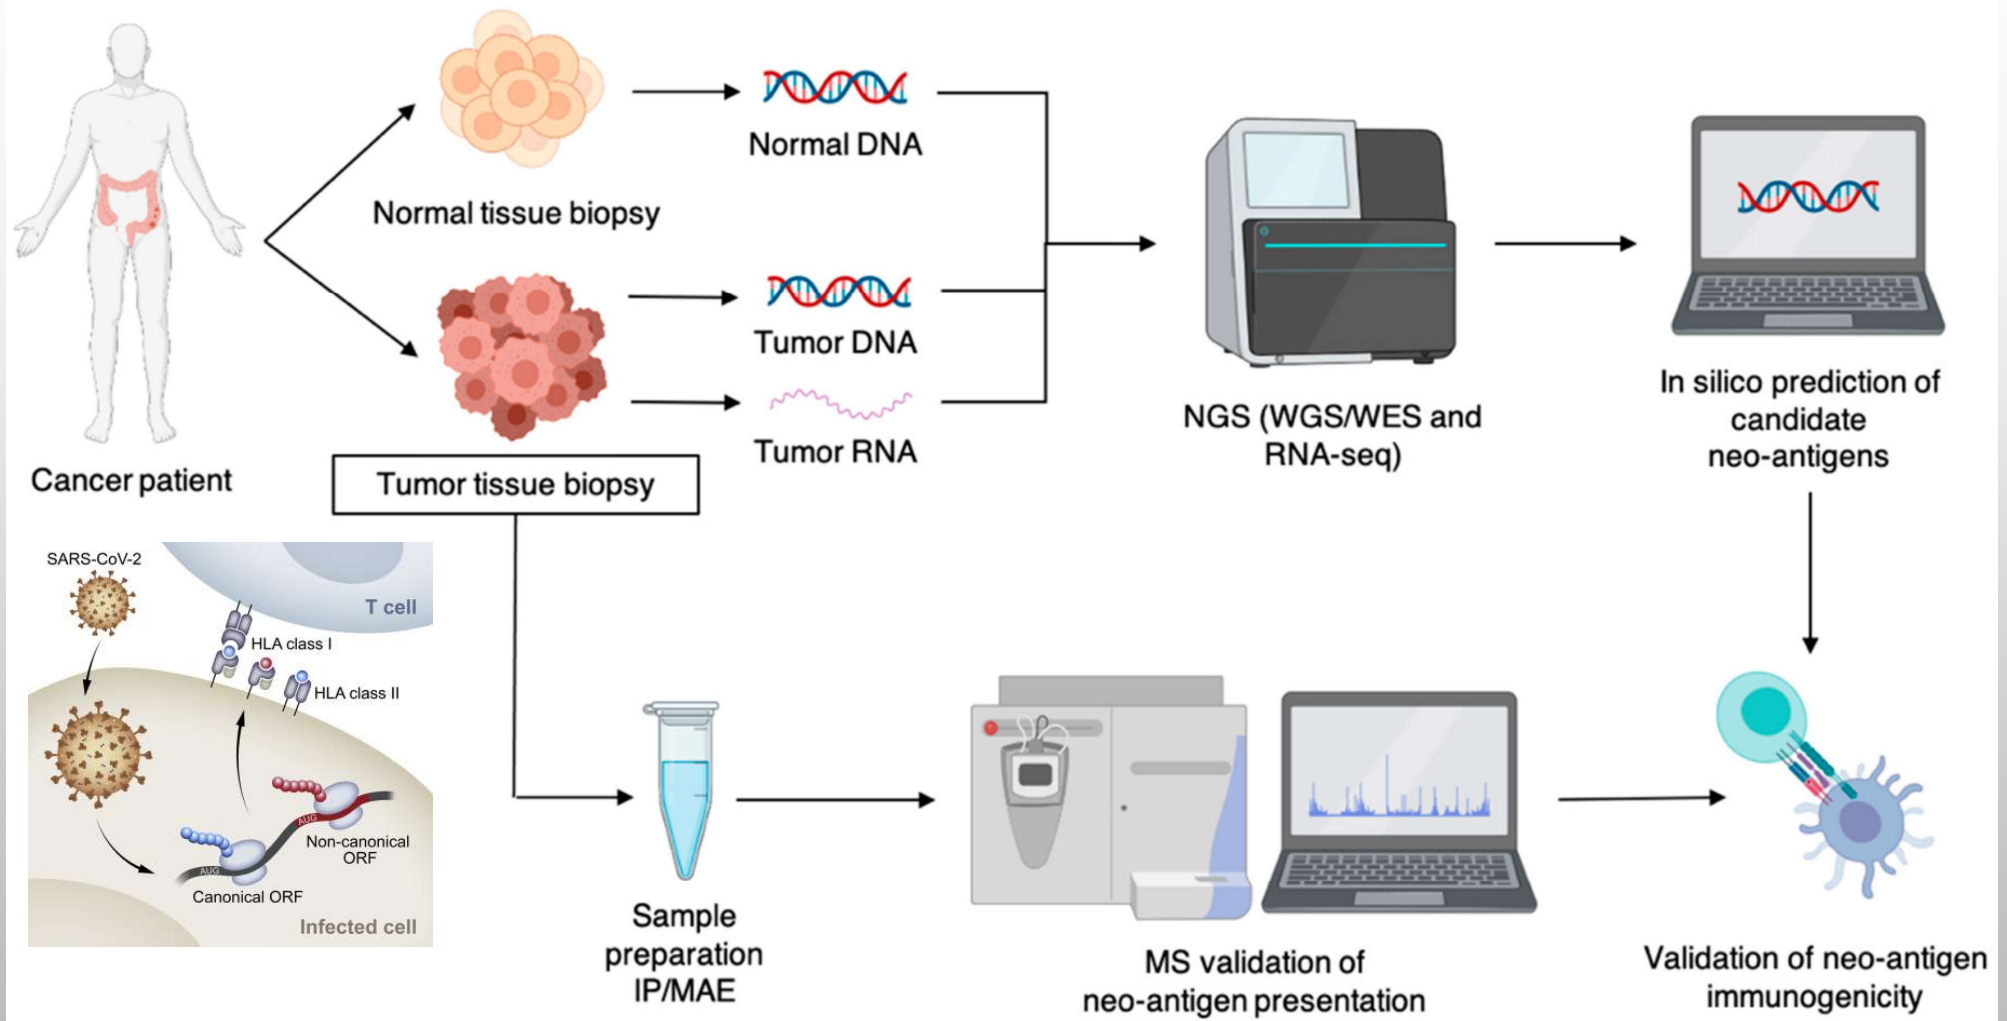 Normal DNA
Normal tissue biopsy
Tumor DNA
Tumor RNA
Cancer patient
Tumor tissue biopsy
NGS (WGS/WES and
RNA-seq)
In silico prediction of
candidate
neo-antigens
SARS-CoV-2
T cell
HLA class I
HLA class II
AUG
Non-canonical
ORF
AUG
Canonical ORF
Infected cell
Sample
preparation
IP/MAE
MS validation of
neo-antigen presentation
Validation of neo-antigen
immunogenicity